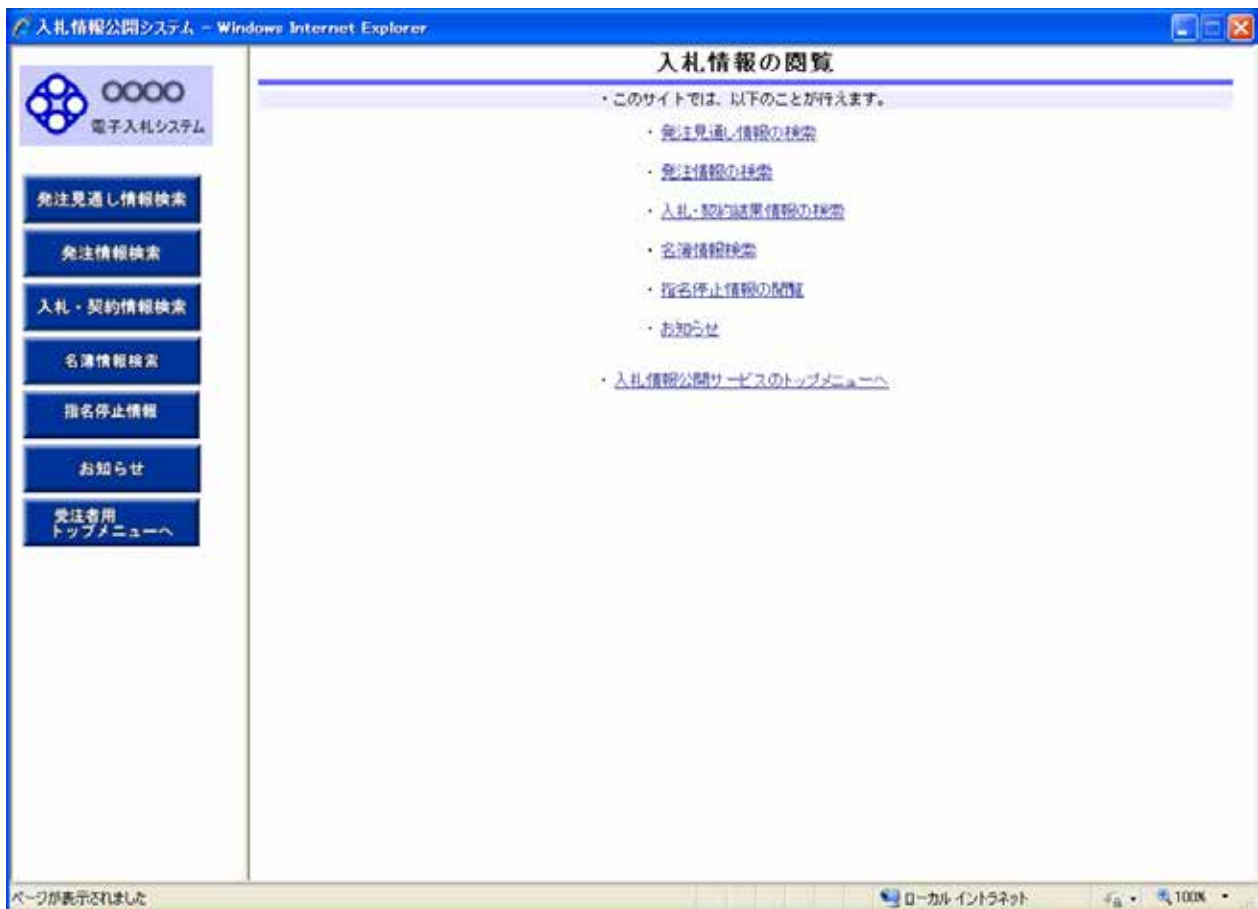 入札情報公開システム - Windows Internet Explorer
○○○○
電子入札システム
発注見通し情報検索
発注情報検索
入札・契約情報検索
名簿情報検索
指名停止情報
お知らせ
受注者用
トップメニューへ
入札情報の閲覧
・このサイトでは、以下のことが行えます。
・発注見通し情報の検索
・発注情報の検索
・入札・契約結果情報の検索
・名簿情報検索
・指名停止情報の閲覧
・お知らせ
・入札情報公開サービスのトップメニューへ
ページが表示されました
ローカル イントラネット
100%